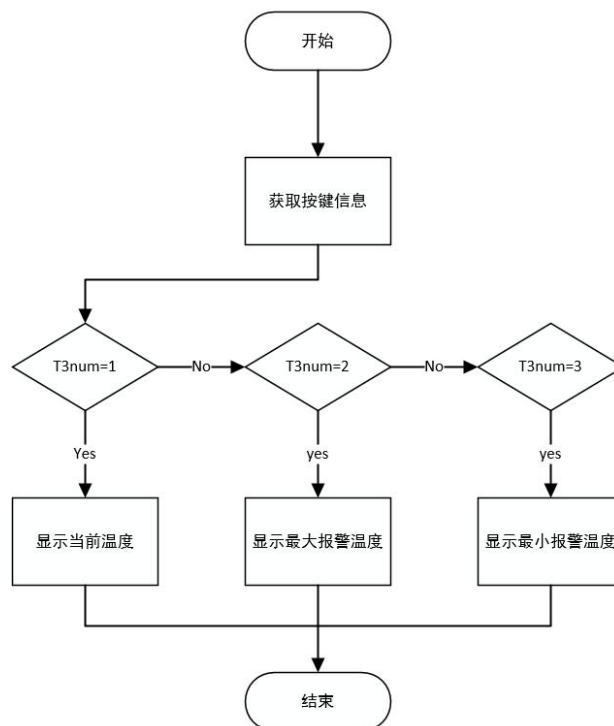 开始
获取按键信息
T3num=1
No
T3num=2
No
T3num=3
Yes
yes
yes
显示当前温度
显示最大报警温度
显示最小报警温度
结束